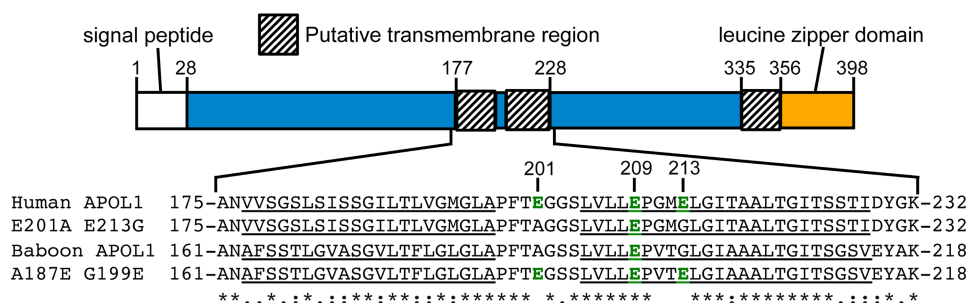 signal peptide
Putative transmembrane region
leucine zipper domain
1 28 177 228 335 356 398
201 209 213
Human APOL1 175-ANVVSGSLSISSGILTLVGMGLAPFTEGGSLVLLEPGMELGITAALTGITSSTIDYGK-232
E201A E213G 175-ANVVSGSLSISSGILTLVGMGLAPFTAGGSLVLLEPGMGLGITAALTGITSSTIDYGK-232
Baboon APOL1 161-ANAFSSTLGVASGVLTFLGLGLAPFTAGSSLVLLEPVTGLGIAAALTGITSGSVEYAK-218
A187E G199E 161-ANAFSSTLGVASGVLTFLGLGLAPFTEGSSLVLLEPVTELGIAAALTGITSGSVEYAK-218
**..*.:*.:.**:**::*:****** *.*******   ***:********.:::*.*